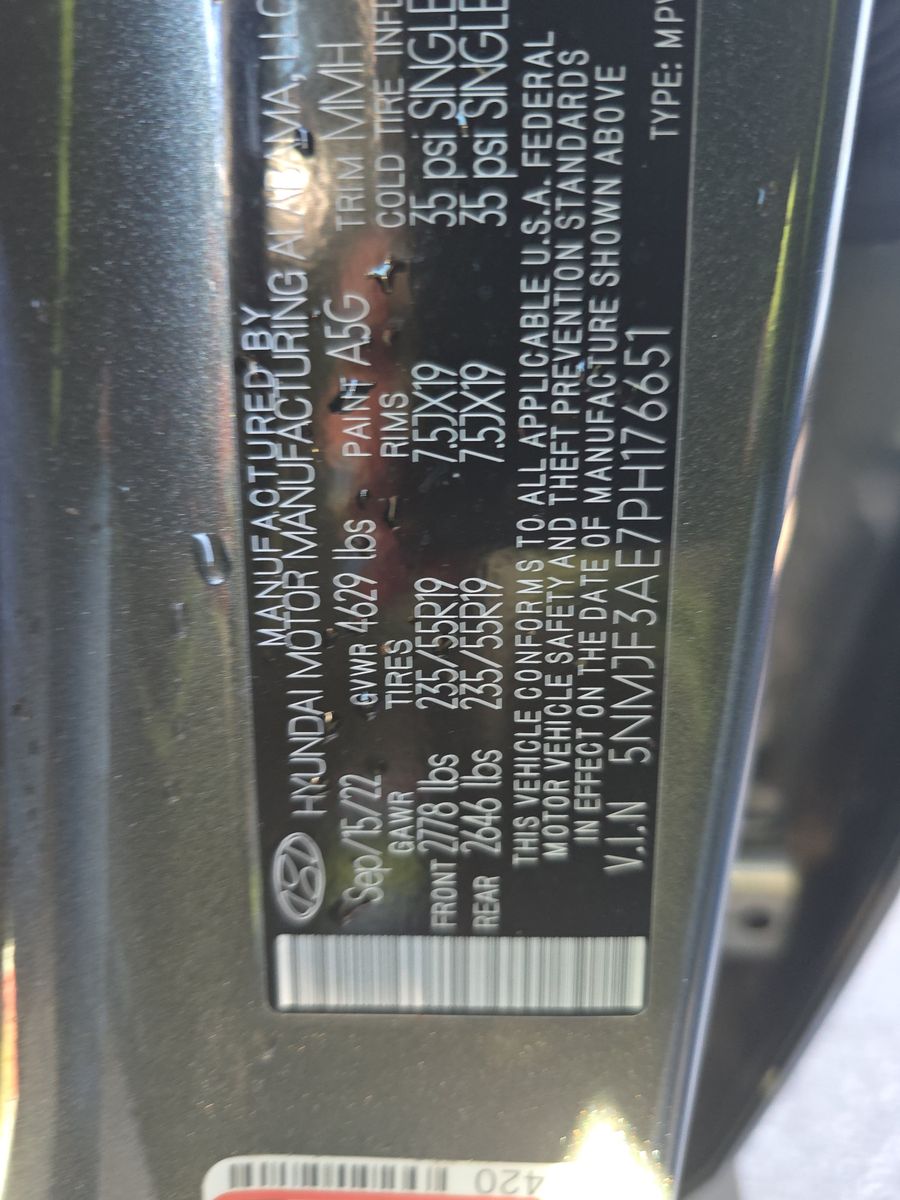 MANUFACTURED BY
HYUNDAI MOTOR MANUFACTURING ALABAMA, LLC
Sep/15/22 GVWR 4629 lbs PAINT A5G TRIM MMH
GAWR TIRES RIMS COLD TIRE INFL
FRONT 2778 lbs 235/55R19 7.5JX19 35 psi SINGLE
REAR 2646 lbs 235/55R19 7.5JX19 35 psi SINGLE
THIS VEHICLE CONFORMS TO ALL APPLICABLE U.S.A. FEDERAL
MOTOR VEHICLE SAFETY AND THEFT PREVENTION STANDARDS
IN EFFECT ON THE DATE OF MANUFACTURE SHOWN ABOVE
V.I.N 5NMJF3AE7PH176651 TYPE: MPV
420